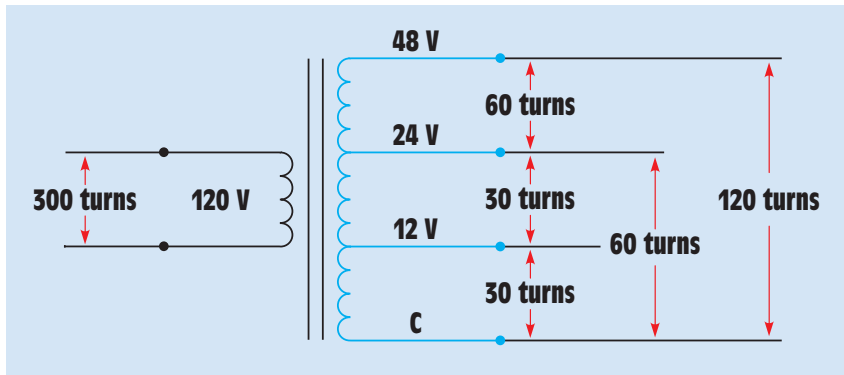 48 V
60 turns
24 V
300 turns
120 V
30 turns
120 turns
12 V
60 turns
30 turns
C